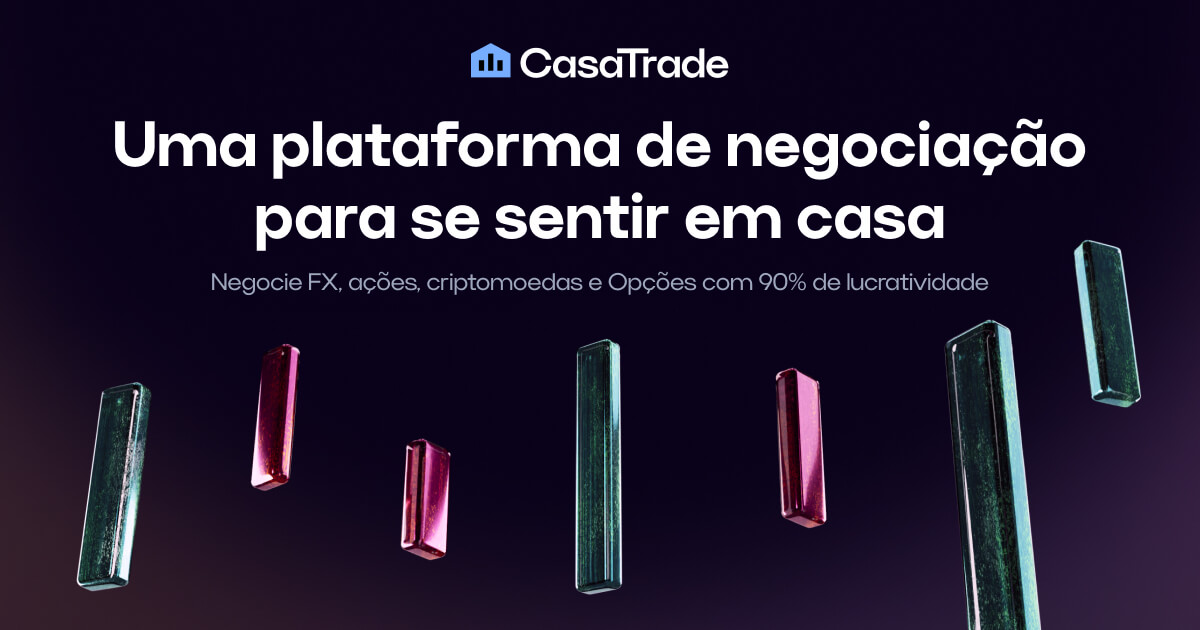 CasaTrade
Uma plataforma de negociação
para se sentir em casa
Negocie FX, ações, criptomoedas e Opções com 90% de lucratividade